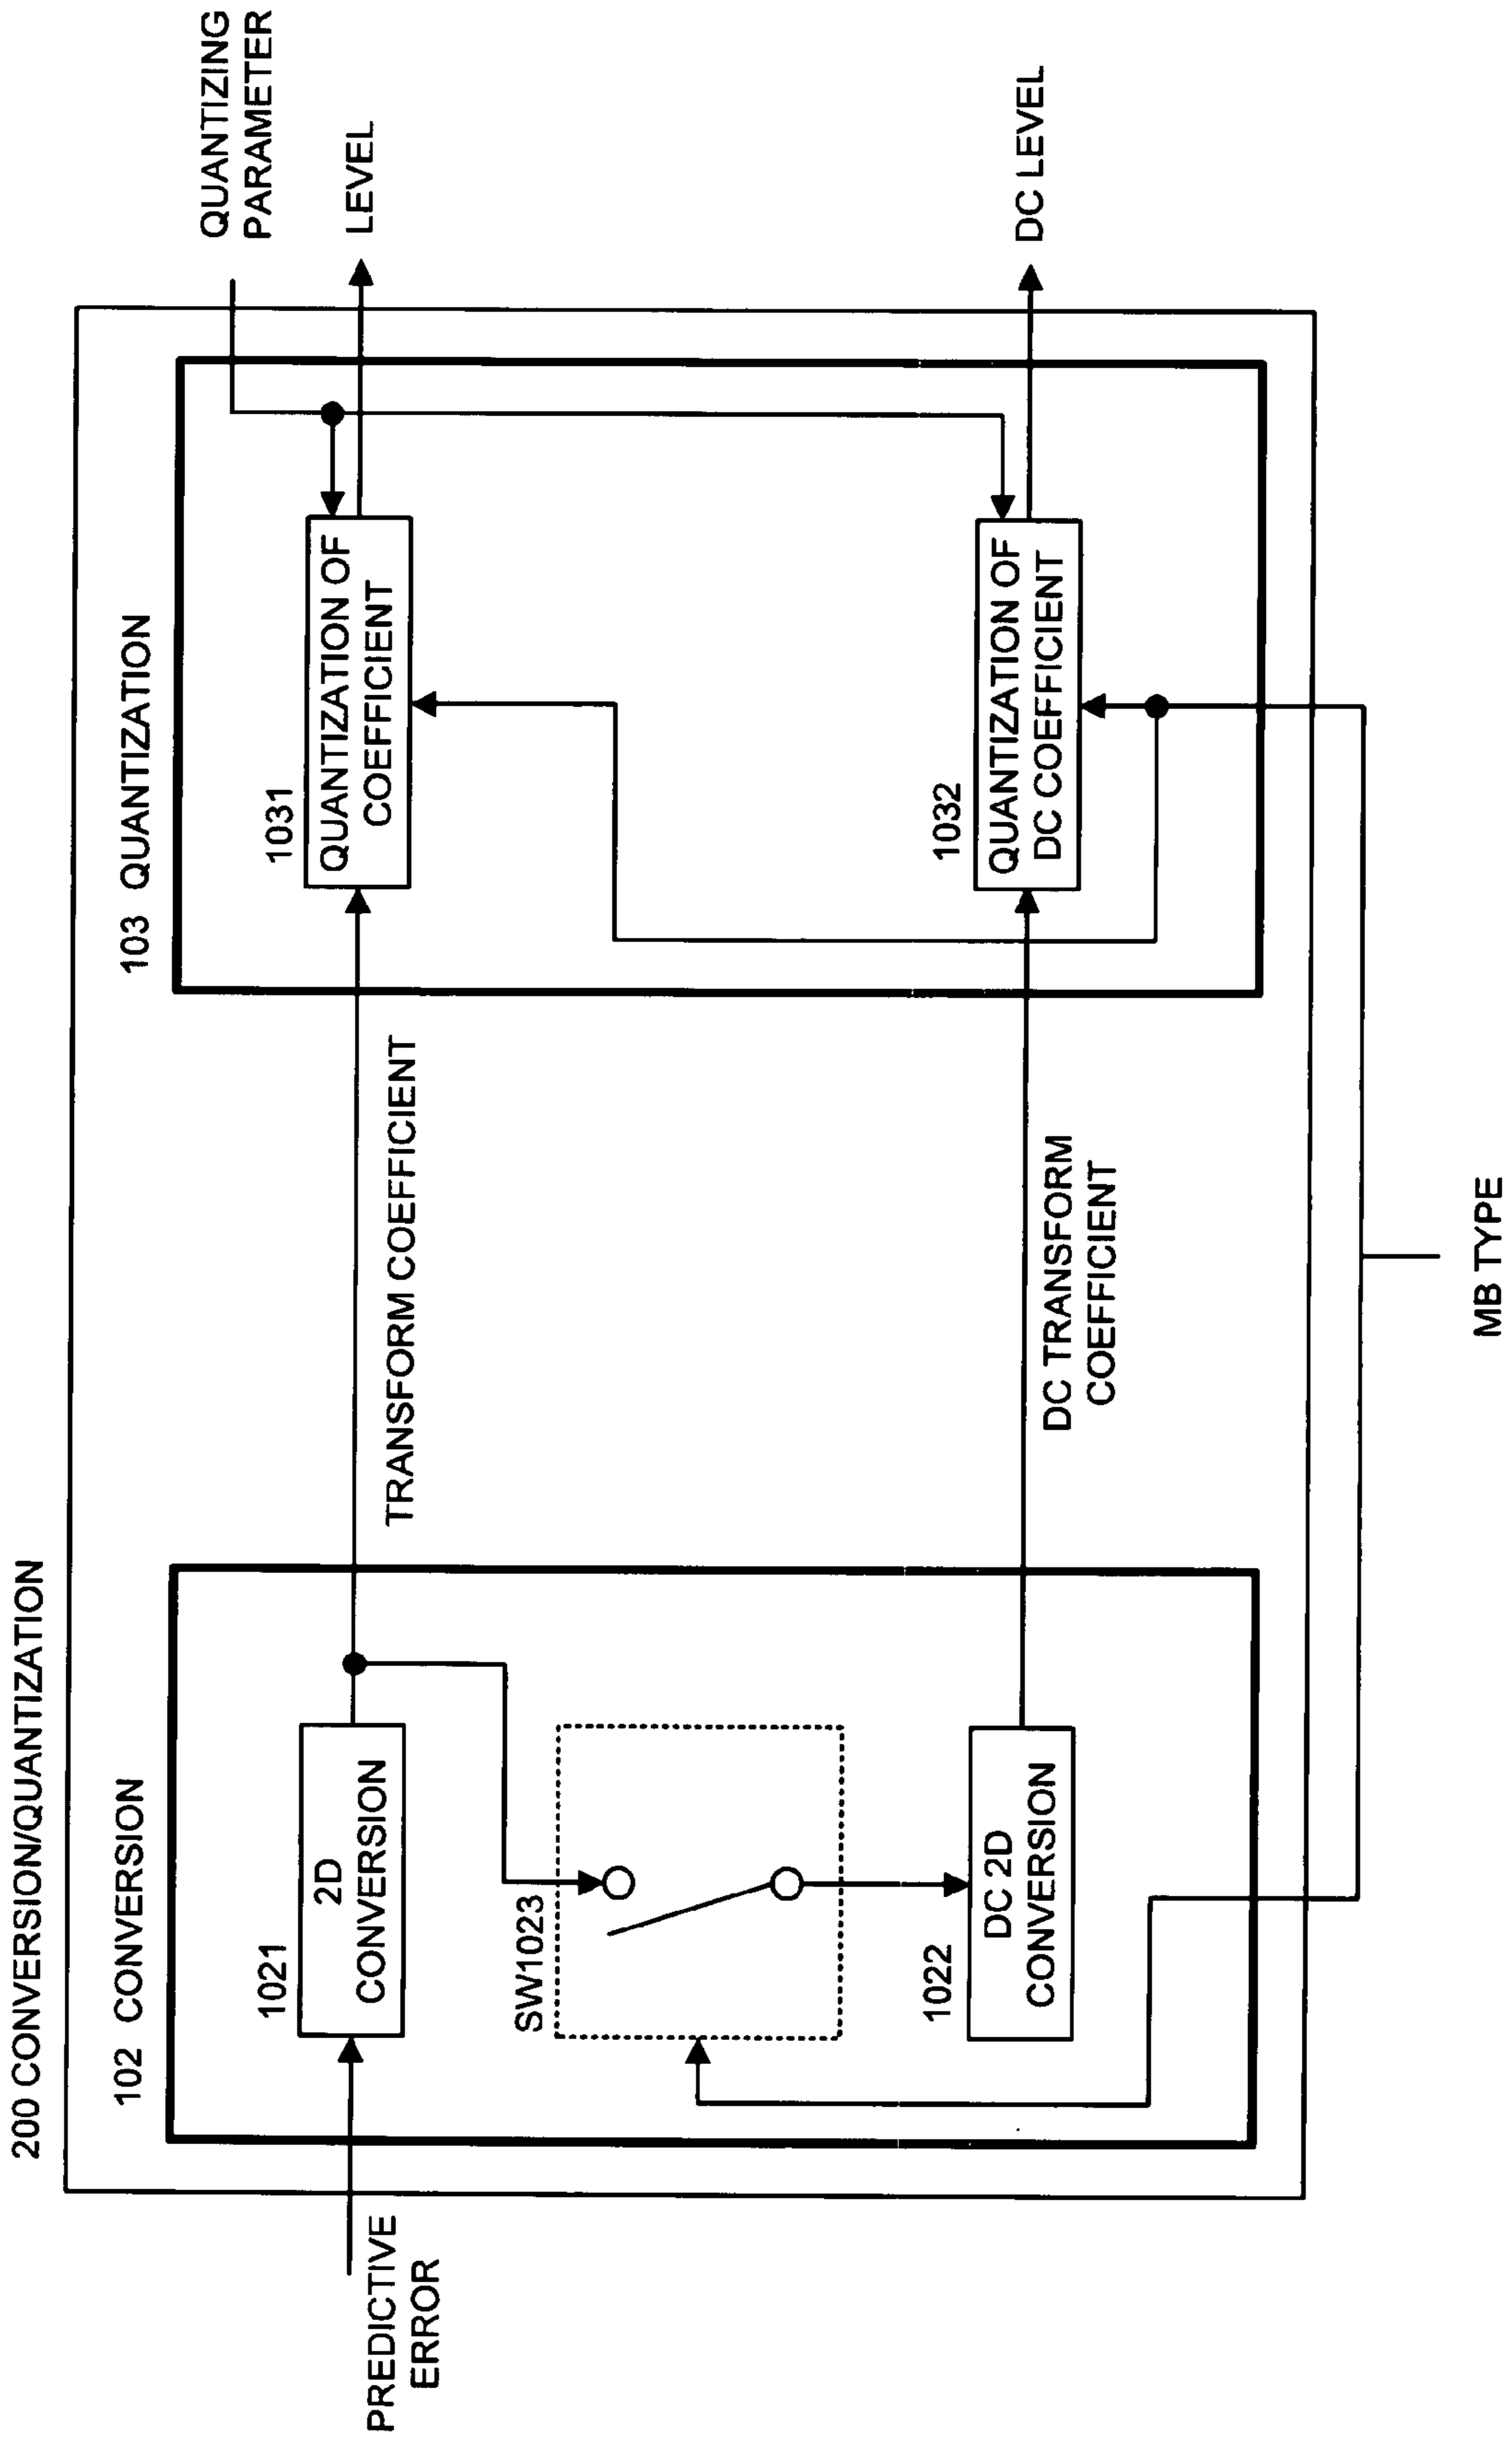 200 CONVERSION/QUANTIZATION
102 CONVERSION
103 QUANTIZATION
PREDICTIVE
ERROR
1021
2D
CONVERSION
TRANSFORM COEFFICIENT
1031
QUANTIZATION OF
COEFFICIENT
QUANTIZING
PARAMETER
LEVEL
SW1023
1022
DC 2D
CONVERSION
DC TRANSFORM
COEFFICIENT
1032
QUANTIZATION OF
DC COEFFICIENT
DC LEVEL
MB TYPE